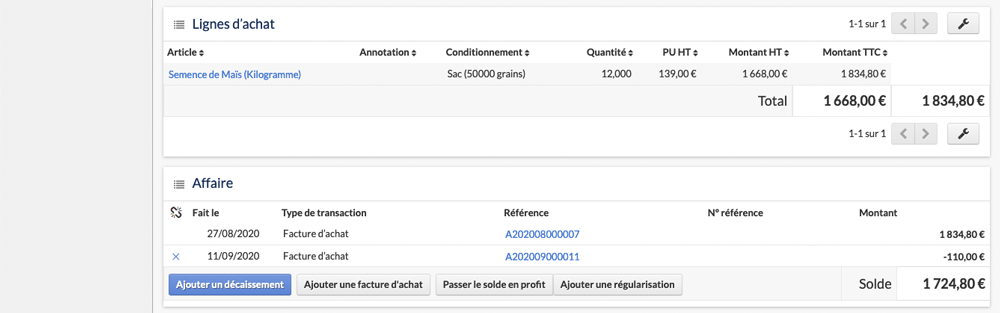 Lignes d'achat
1-1 sur 1
Article Annotation Conditionnement Quantité PU HT Montant HT Montant TTC
Semence de Maïs (Kilogramme) Sac (50000 grains) 12,000 139,00 € 1 668,00 € 1 834,80 €
Total 1 668,00 € 1 834,80 €
1-1 sur 1
Affaire
Fait le Type de transaction Référence N° référence Montant
27/08/2020 Facture d'achat A202008000007 1 834,80 €
11/09/2020 Facture d'achat A202009000011 -110,00 €
Ajouter un décaissement Ajouter une facture d'achat Passer le solde en profit Ajouter une régularisation Solde 1 724,80 €